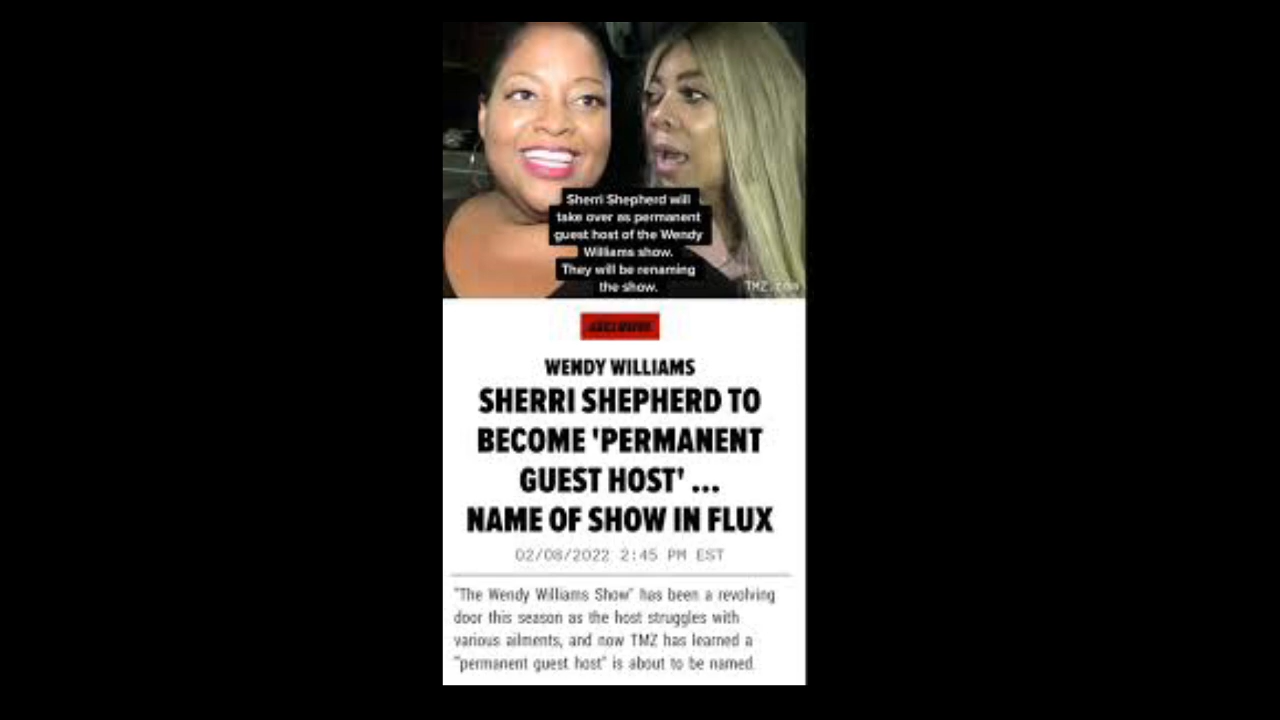 Sherri Shepherd will
take over as permanent
guest host of the Wendy
Williams show.
They will be renaming
the show.
TMZ.com
EXCLUSIVE
WENDY WILLIAMS
SHERRI SHEPHERD TO
BECOME 'PERMANENT
GUEST HOST' ...
NAME OF SHOW IN FLUX
02/08/2022 2:45 PM EST
"The Wendy Williams Show" has been a revolving
door this season as the host struggles with
various ailments, and now TMZ has learned a
"permanent guest host" is about to be named